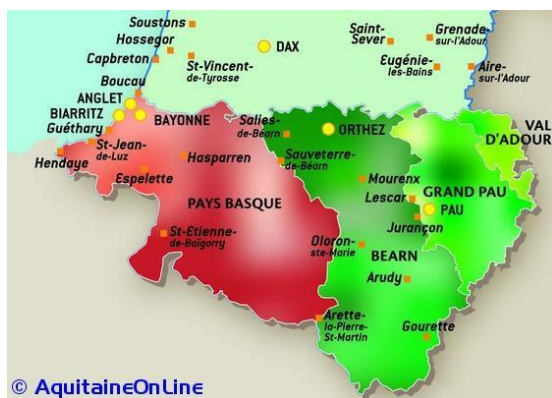 Soustons
Hossegor
Capbreton
St-Vincent-
de-Tyrosse
DAX
Saint-
Sever
Grenade-
sur-l'Adour
Eugénie-
les-Bains
Aire-
sur-l'Adour
Boucau
ANGLET
BIARRITZ
BAYONNE
Guéthary
St-Jean-
de-Luz
Hendaye
Espelette
Hasparren
Salies-
de-Béarn
ORTHEZ
Sauveterre-
de-Béarn
VAL
D'ADOUR
Mourenx
GRAND PAU
Lescar
PAU
Jurançon
PAYS BASQUE
St-Etienne-
de-Baïgorry
Oloron-
ste-Marie
BEARN
Arudy
Arette-
la-Pierre-
St-Martin
Gourette
© AquitaineOnLine